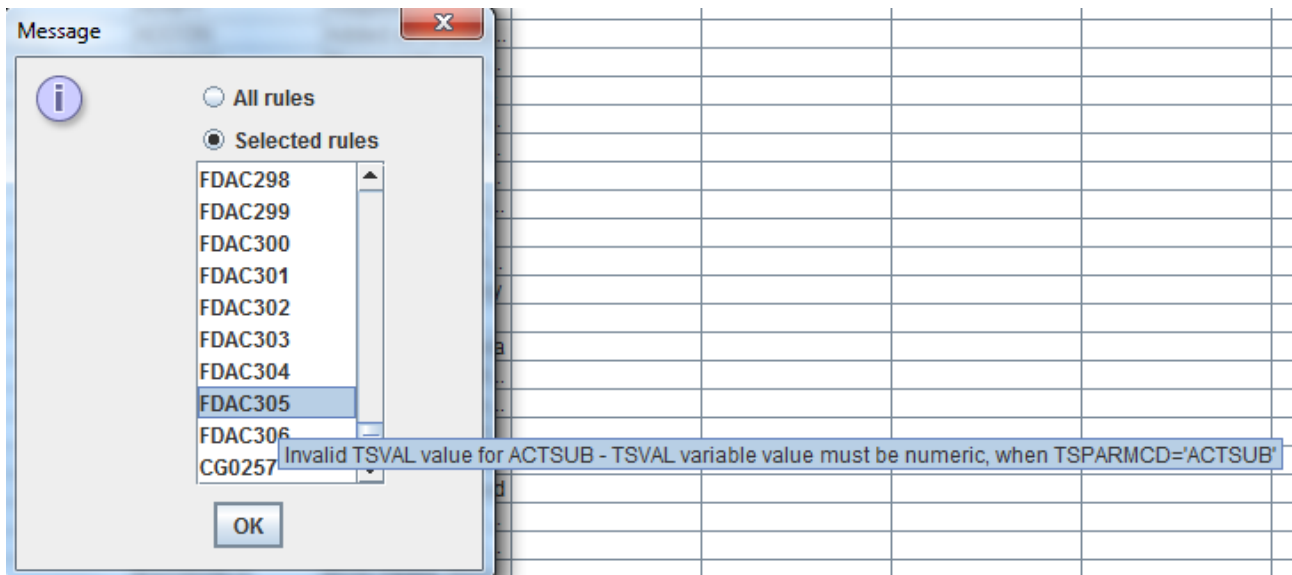 Message
All rules
Selected rules
FDAC298
FDAC299
FDAC300
FDAC301
FDAC302
FDAC303
FDAC304
FDAC305
FDAC306
Invalid TSVAL value for ACTSUB - TSVAL variable value must be numeric, when TSPARMCD='ACTSUB'
CG0257
OK